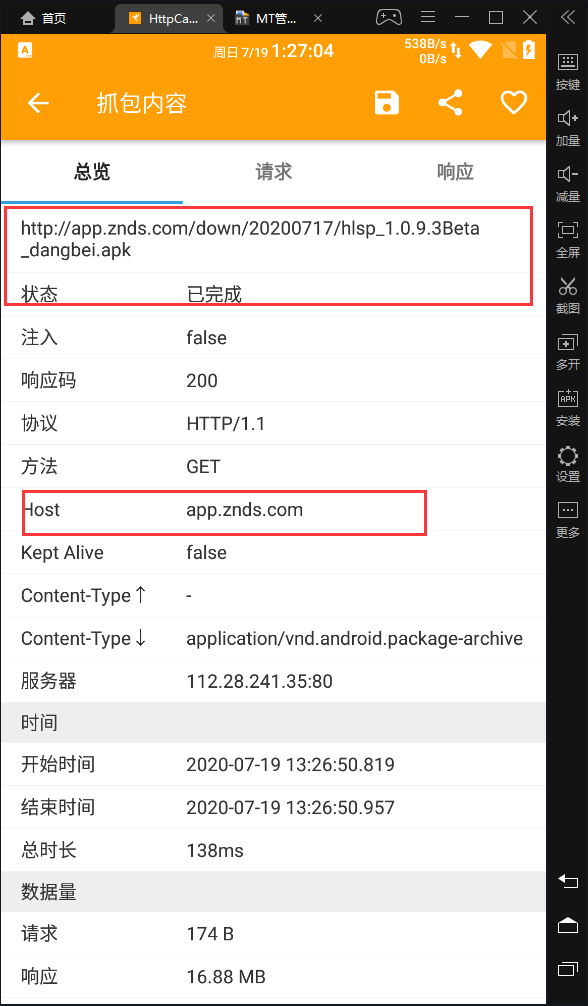 首页
HttpCa...
MT管...
周日 7/19 1:27:04
538B/s
0B/s
抓包内容
总览
请求
响应
http://app.znds.com/down/20200717/hlsp_1.0.9.3Beta
_dangbei.apk
状态 已完成
注入 false
响应码 200
协议 HTTP/1.1
方法 GET
Host app.znds.com
Kept Alive false
Content-Type↑ -
Content-Type↓ application/vnd.android.package-archive
服务器 112.28.241.35:80
时间
开始时间 2020-07-19 13:26:50.819
结束时间 2020-07-19 13:26:50.957
总时长 138ms
数据量
请求 174 B
响应 16.88 MB
按键
加量
减量
全屏
截图
多开
APK
安装
设置
更多